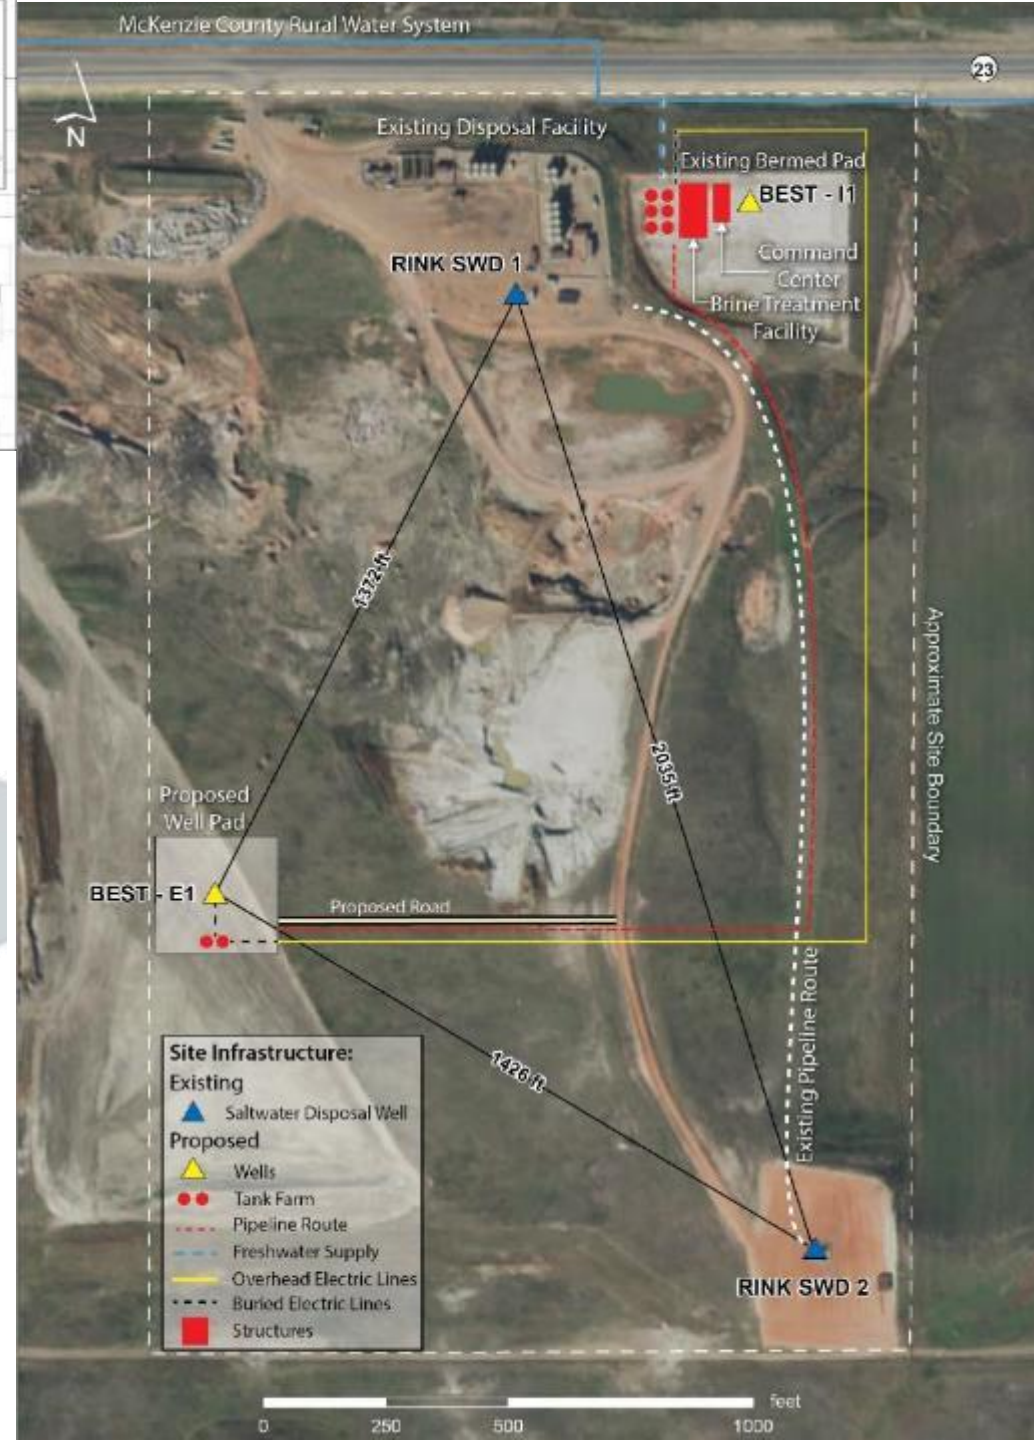 McKenzie County Rural Water System
23
N
Existing Disposal Facility
Existing Bermed Pad
BEST - I1
RINK SWD 1
Command
Center
Brine Treatment
Facility
1372 ft
2035 ft
Approximate Site Boundary
Proposed
Well Pad
BEST - E1
Proposed Road
Existing Pipeline Route
1426 ft
RINK SWD 2
Site Infrastructure:
Existing
Saltwater Disposal Well
Proposed
Wells
Tank Farm
Pipeline Route
Freshwater Supply
Overhead Electric Lines
Buried Electric Lines
Structures
feet
0 250 500 1000